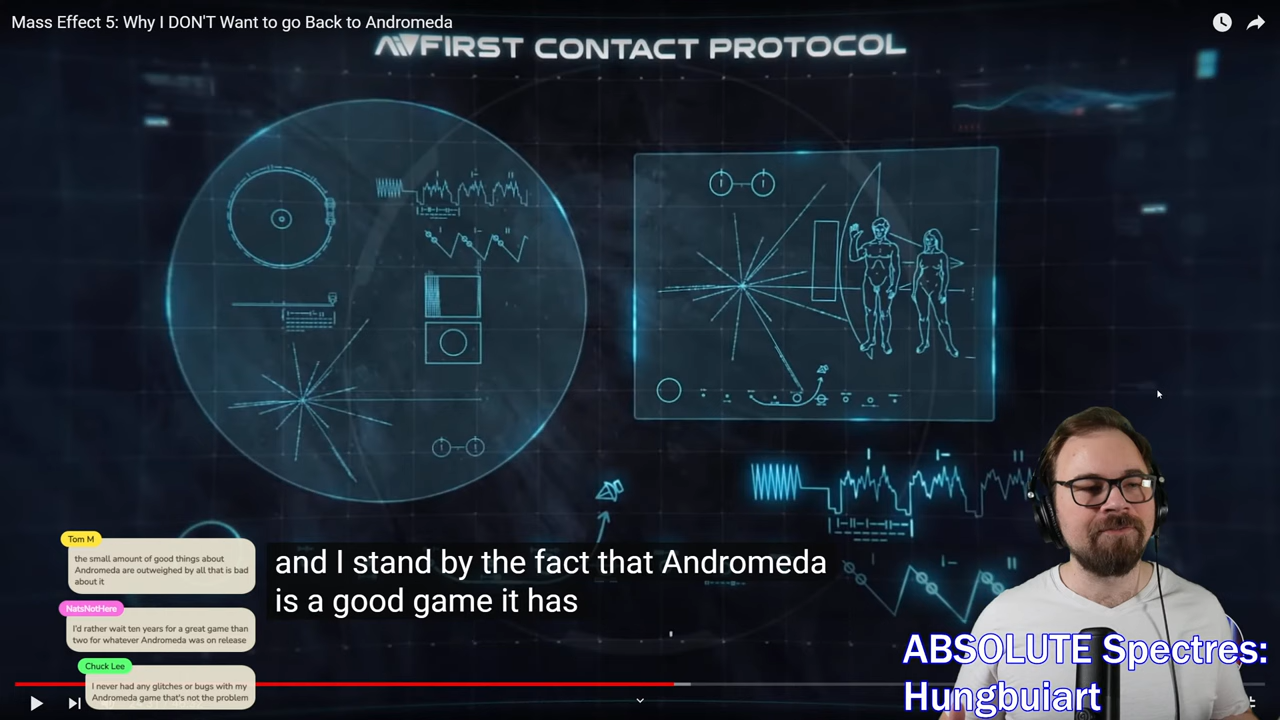 Mass Effect 5: Why I DON'T Want to go Back to Andromeda
FIRST CONTACT PROTOCOL
Tom M
the small amount of good things about
Andromeda are outweighed by all that is bad
about it
NatsNotHere
I'd rather wait ten years for a great game than
two for whatever Andromeda was on release
Chuck Lee
I never had any glitches or bugs with my
Andromeda game that's not the problem
and I stand by the fact that Andromeda
is a good game it has
ABSOLUTE Spectres:
Hungbuiart